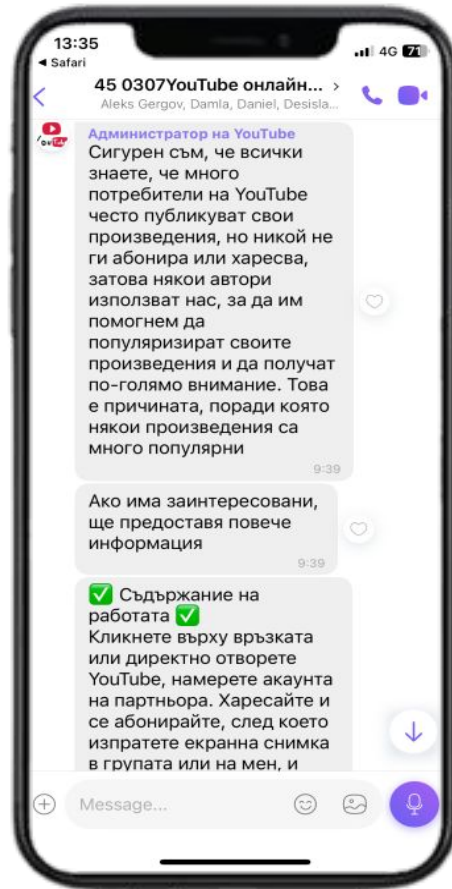 13:35
4G 71
◀ Safari
45 0307YouTube онлайн... >
Aleks Gergov, Damla, Daniel, Desisla...
Администратор на YouTube
Сигурен съм, че всички
знаете, че много
потребители на YouTube
често публикуват свои
произведения, но никой не
ги абонира или харесва,
затова някои автори
използват нас, за да им
помогнем да
популяризират своите
произведения и да получат
по-голямо внимание. Това
е причината, поради която
някои произведения са
много популярни
9:39
Ако има заинтересовани,
ще предоставя повече
информация
9:39
✅ Съдържание на
работата ✅
Кликнете върху връзката
или директно отворете
YouTube, намерете акаунта
на партньора. Харесайте и
се абонирайте, след което
изпратете екранна снимка
в групата или на мен, и
Message...